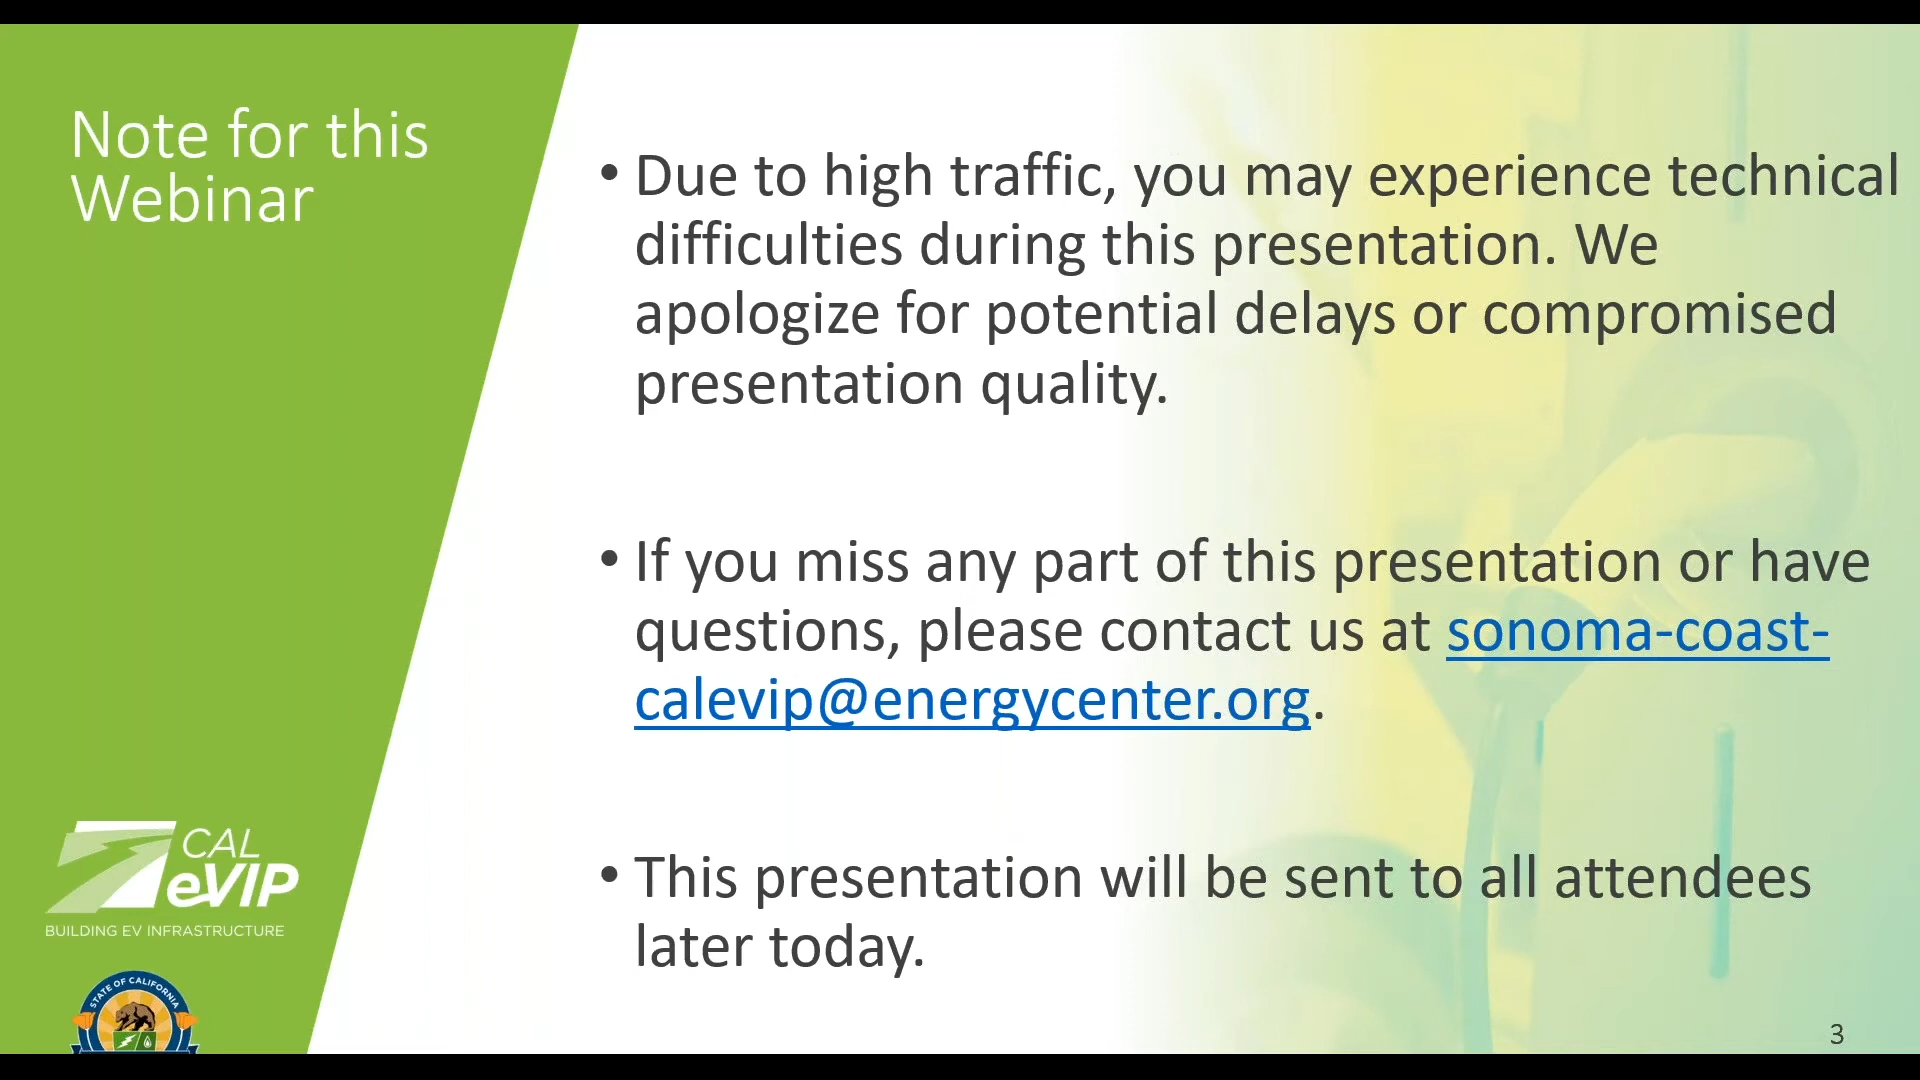 Note for this
Webinar
• Due to high traffic, you may experience technical
difficulties during this presentation. We
apologize for potential delays or compromised
presentation quality.
• If you miss any part of this presentation or have
questions, please contact us at sonoma-coast-
calevip@energycenter.org.
• This presentation will be sent to all attendees
later today.
CAL
eVIP
BUILDING EV INFRASTRUCTURE
STATE OF CALIFORNIA
3